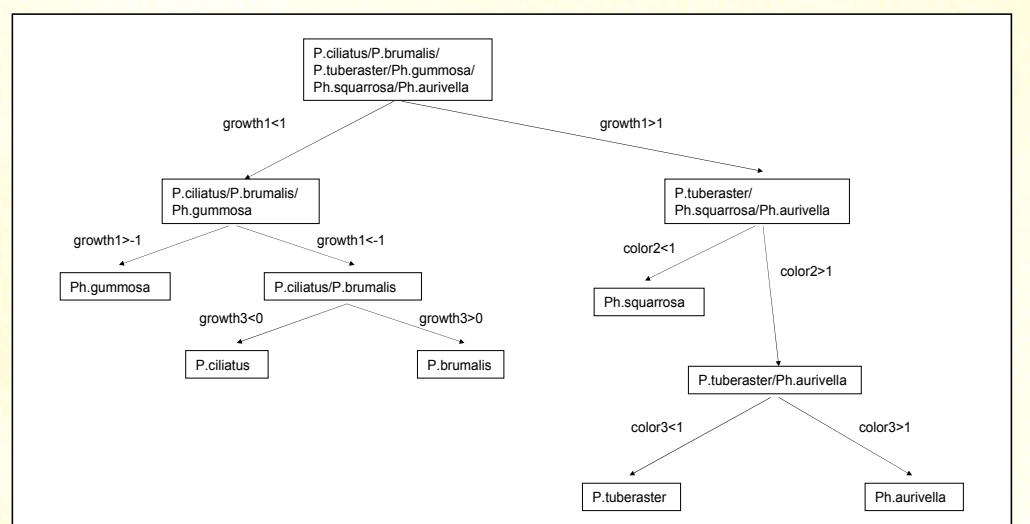 P.ciliatus/P.brumalis/
P.tuberaster/Ph.gummosa/
Ph.squarrosa/Ph.aurivella
growth1<1
growth1>1
P.ciliatus/P.brumalis/
Ph.gummosa
P.tuberaster/
Ph.squarrosa/Ph.aurivella
growth1>-1
growth1<-1
color2<1
color2>1
Ph.gummosa
P.ciliatus/P.brumalis
Ph.squarrosa
growth3<0
growth3>0
P.ciliatus
P.brumalis
P.tuberaster/Ph.aurivella
color3<1
color3>1
P.tuberaster
Ph.aurivella